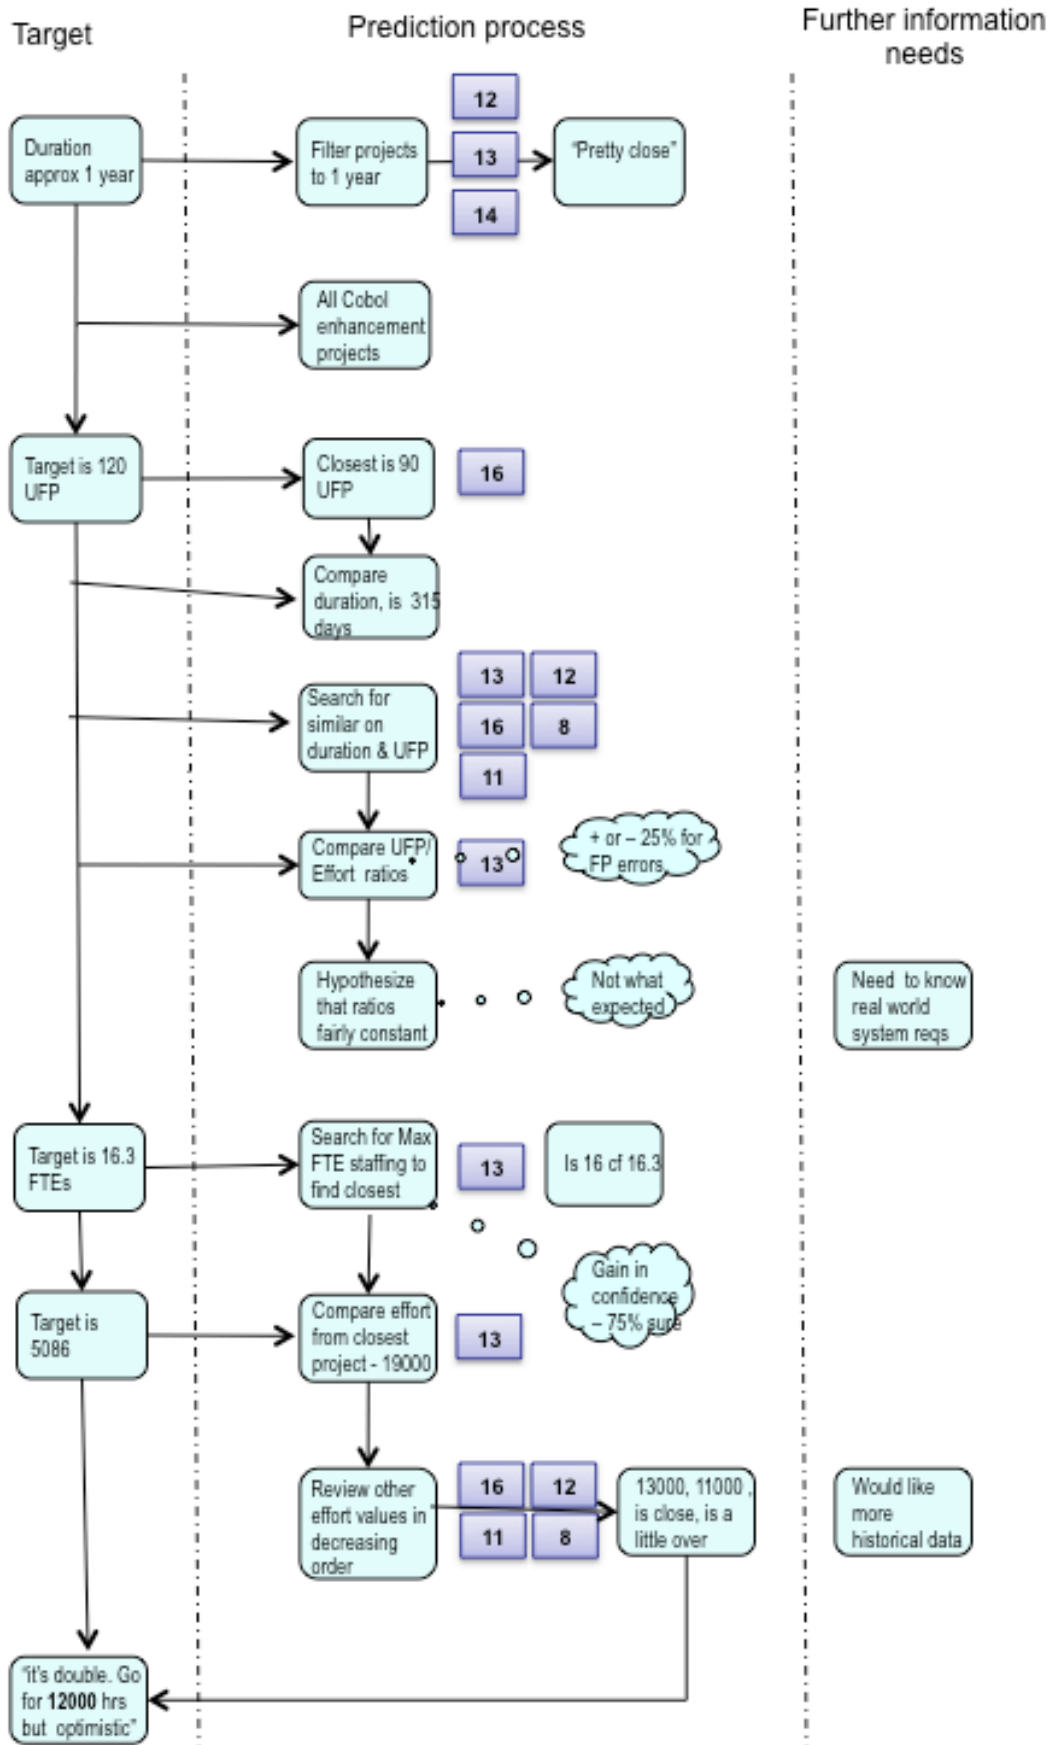 Target
Prediction process
Further information
needs
12
Duration
approx 1 year
Filter projects
to 1 year
13
"Pretty close"
14
All Cobol
enhancement
projects
Target is 120
UFP
Closest is 90
UFP
16
Compare
duration, is 315
days
13
12
Search for
similar on
duration & UFP
16
8
11
Compare UFP/
Effort ratios
13
+ or – 25% for
FP errors
Hypothesize
that ratios
fairly constant
Not what
expected
Need to know
real world
system reqs
Target is 16.3
FTEs
Search for Max
FTE staffing to
find closest
13
Is 16 cf 16.3
Gain in
confidence
– 75% sure
Target is
5086
Compare effort
from closest
project - 19000
13
Review other
effort values in
decreasing
order
16
12
11
8
13000, 11000 ,
is close, is a
little over
Would like
more
historical data
"it's double. Go
for 12000 hrs
but optimistic"